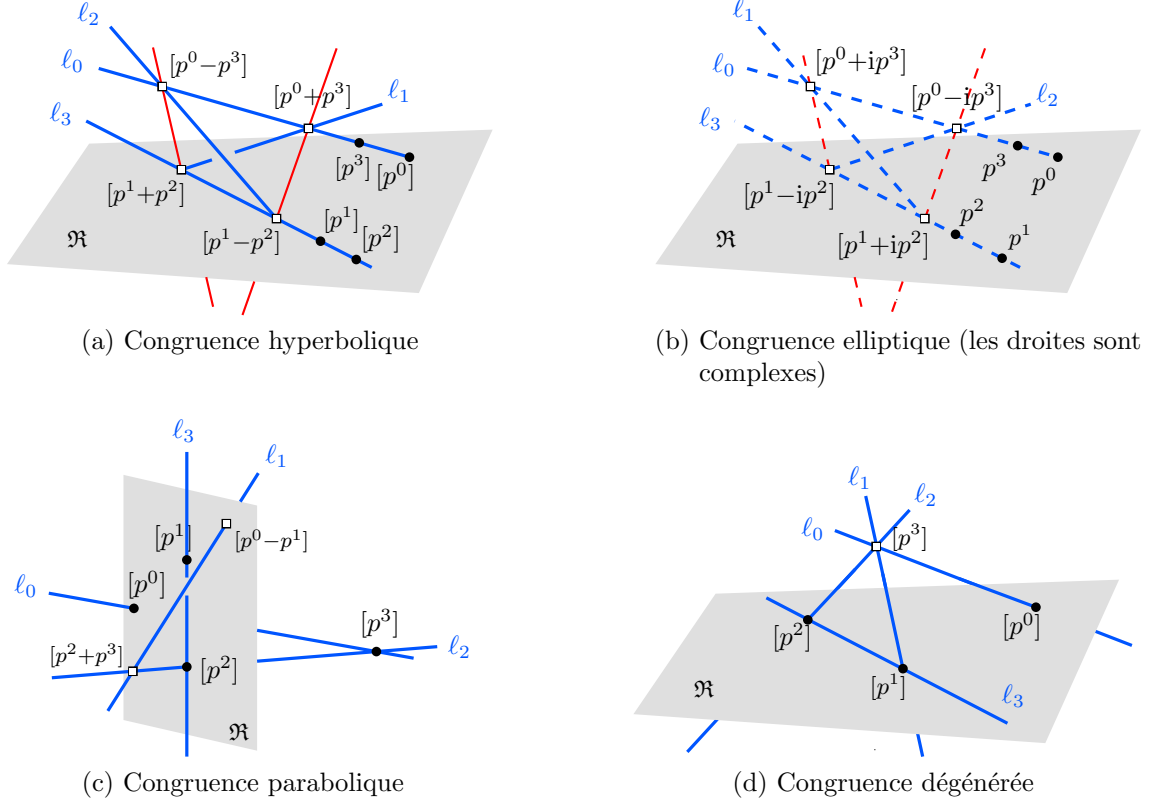 ℓ₂
ℓ₀
[p⁰−p³]
[p⁰+p³]
ℓ₁
ℓ₃
[p³]
[p⁰]
[p¹+p²]
[p¹−p²]
[p¹]
[p²]
ℜ
(a) Congruence hyperbolique
ℓ₁
ℓ₀
[p⁰+ip³]
[p⁰−ip³]
ℓ₂
ℓ₃
p³
p⁰
[p¹−ip²]
[p¹+ip²]
p²
p¹
ℜ
(b) Congruence elliptique (les droites sont
complexes)
ℓ₃
ℓ₁
[p¹]
[p⁰−p¹]
ℓ₀
[p⁰]
[p³]
[p²+p³]
[p²]
ℓ₂
ℜ
(c) Congruence parabolique
ℓ₁
ℓ₂
ℓ₀
[p³]
[p²]
[p⁰]
[p¹]
ℜ
ℓ₃
(d) Congruence dégénérée